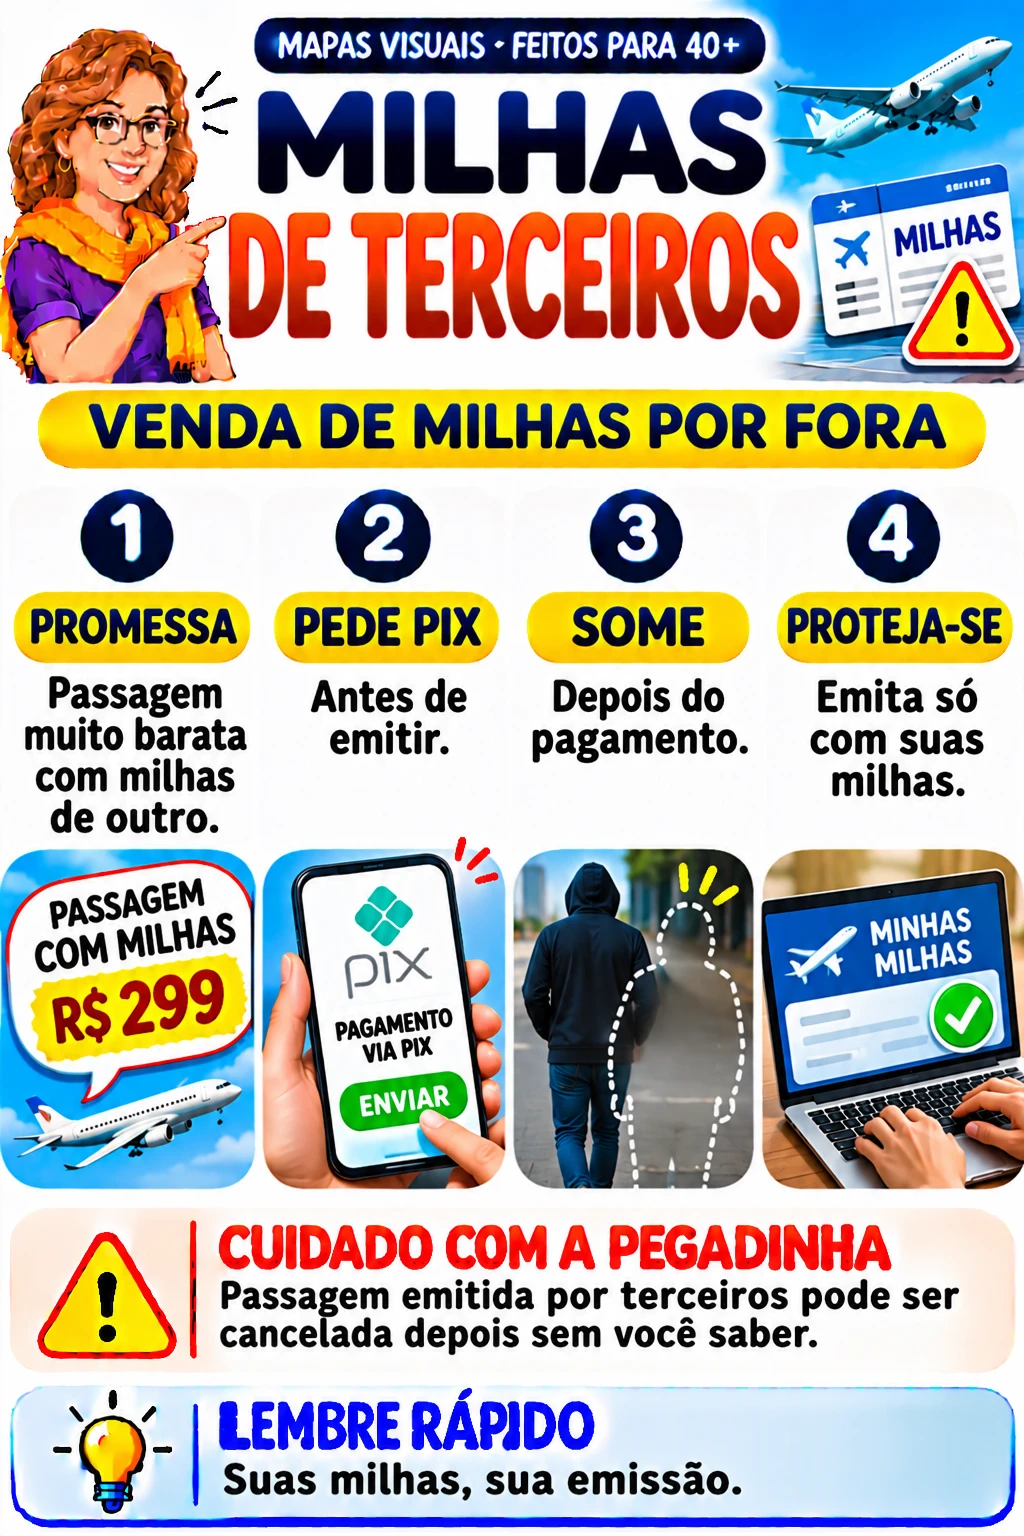 MAPAS VISUAIS • FEITOS PARA 40+
MILHAS
DE TERCEIROS
MILHAS
VENDA DE MILHAS POR FORA
1
PROMESSA
Passagem
muito barata
com milhas
de outro.
2
PEDE PIX
Antes de
emitir.
3
SOME
Depois do
pagamento.
4
PROTEJA-SE
Emita só
com suas
milhas.
PASSAGEM
COM MILHAS
R$ 299
pix
PAGAMENTO
VIA PIX
ENVIAR
MINHAS
MILHAS
CUIDADO COM A PEGADINHA
Passagem emitida por terceiros pode ser
cancelada depois sem você saber.
LEMBRE RÁPIDO
Suas milhas, sua emissão.